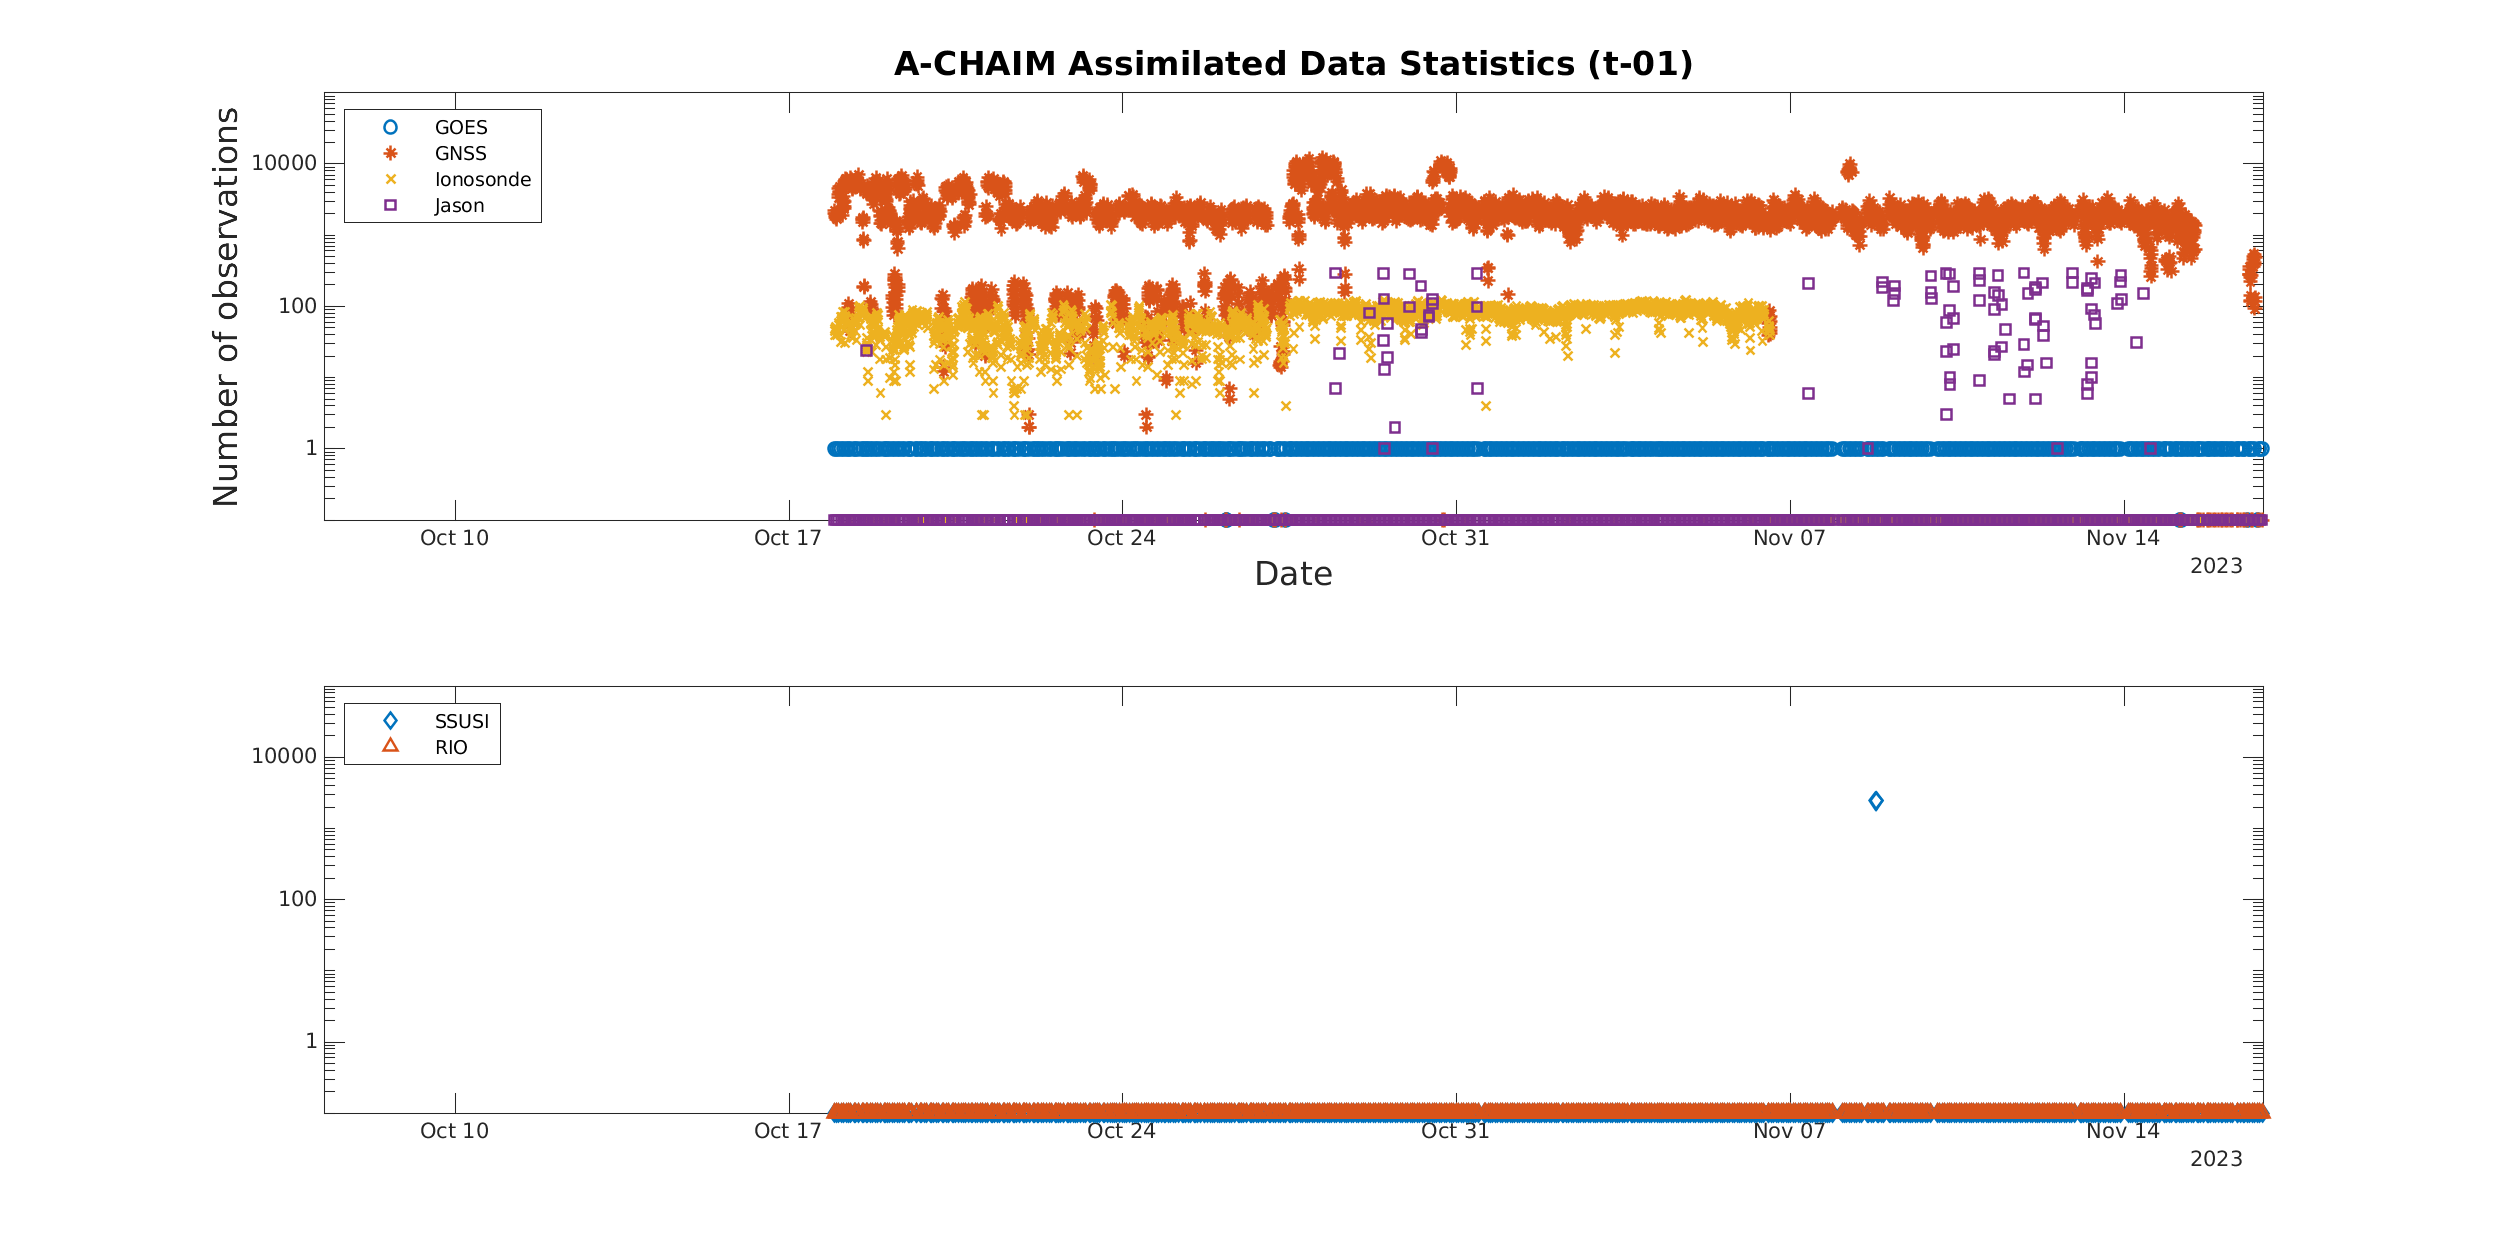 A-CHAIM Assimilated Data Statistics (t-01)
Number of observations
10000
100
1
GOES
GNSS
Ionosonde
Jason
Oct 10 Oct 17 Oct 24 Oct 31 Nov 07 Nov 14
2023
Date
10000
100
1
SSUSI
RIO
Oct 10 Oct 17 Oct 24 Oct 31 Nov 07 Nov 14
2023